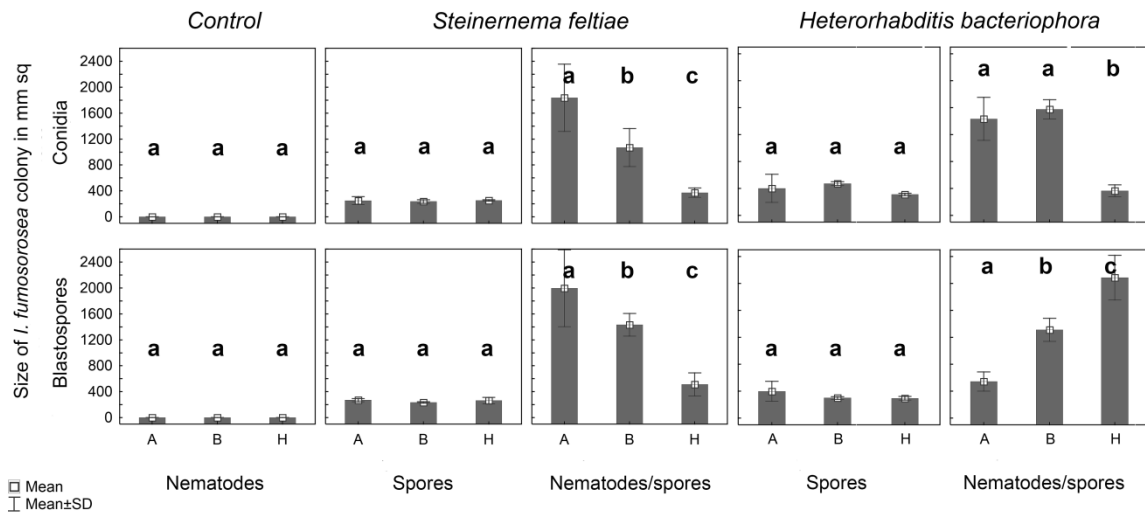 Control Steinernema feltiae Heterorhabditis bacteriophora
Size of I. fumosorosea colony in mm sq
Conidia
2400
2000
1600
1200
800
400
0
a a a
a a a
a b c
a a a
a a b
Blastospores
2400
2000
1600
1200
800
400
0
a a a
a a a
a b c
a a a
a b c
A B H A B H A B H A B H A B H
Nematodes Spores Nematodes/spores Spores Nematodes/spores
Mean
Mean±SD